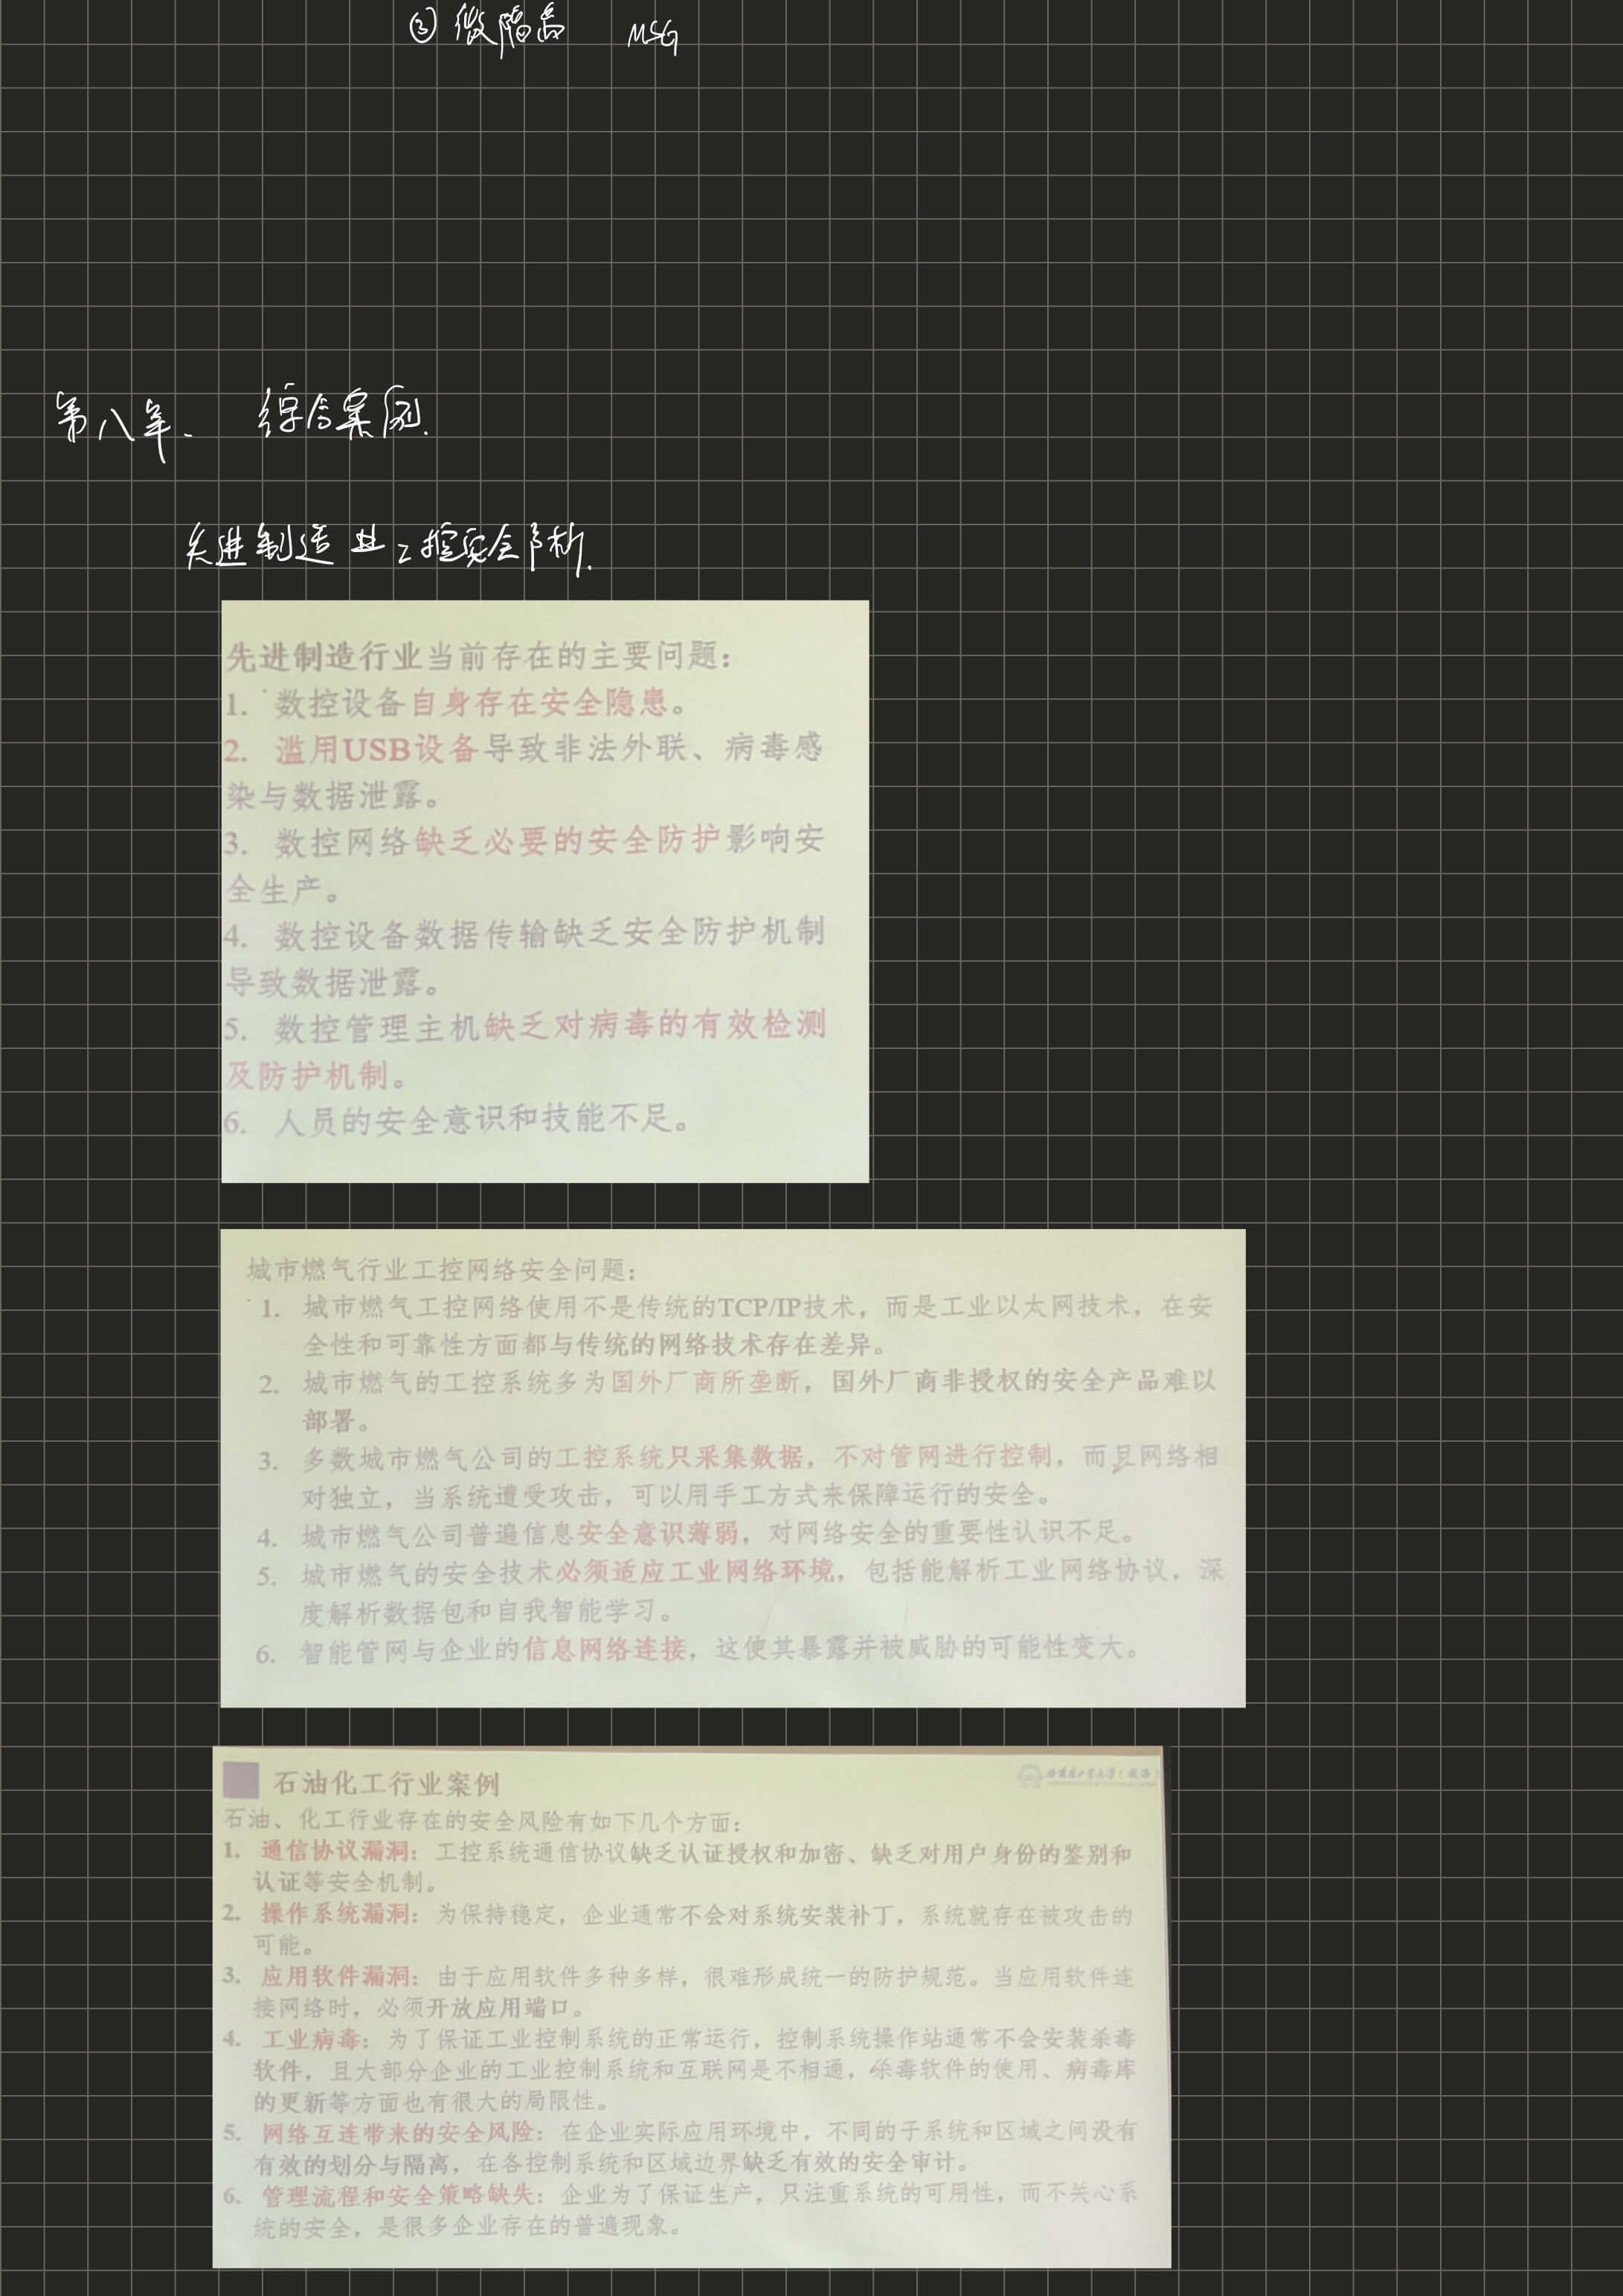 ③ 微隔离 MSG
第八章、 综合案例.
先进制造业工控安全阶析.
先进制造行业当前存在的主要问题：
1. 数控设备自身存在安全隐患。
2. 滥用USB设备导致非法外联、病毒感
染与数据泄露。
3. 数控网络缺乏必要的安全防护影响安
全生产。
4. 数控设备数据传输缺乏安全防护机制
导致数据泄露。
5. 数控管理主机缺乏对病毒的有效检测
及防护机制。
6. 人员的安全意识和技能不足。
城市燃气行业工控网络安全问题：
1. 城市燃气工控网络使用不是传统的TCP/IP技术，而是工业以太网技术，在安
全性和可靠性方面都与传统的网络技术存在差异。
2. 城市燃气的工控系统多为国外厂商所垄断，国外厂商非授权的安全产品难以
部署。
3. 多数城市燃气公司的工控系统只采集数据，不对管网进行控制，而且网络相
对独立，当系统遭受攻击，可以用手工方式来保障运行的安全。
4. 城市燃气公司普遍信息安全意识薄弱，对网络安全的重要性认识不足。
5. 城市燃气的安全技术必须适应工业网络环境，包括能解析工业网络协议，深
度解析数据包和自我智能学习。
6. 智能管网与企业的信息网络连接，这使其暴露并被威胁的可能性变大。
石油化工行业案例
哈尔滨工业大学（威海）
石油、化工行业存在的安全风险有如下几个方面：
1. 通信协议漏洞：工控系统通信协议缺乏认证授权和加密、缺乏对用户身份的鉴别和
认证等安全机制。
2. 操作系统漏洞：为保持稳定，企业通常不会对系统安装补丁，系统就存在被攻击的
可能。
3. 应用软件漏洞：由于应用软件多种多样，很难形成统一的防护规范。当应用软件连
接网络时，必须开放应用端口。
4. 工业病毒：为了保证工业控制系统的正常运行，控制系统操作站通常不会安装杀毒
软件，且大部分企业的工业控制系统和互联网是不相通，杀毒软件的使用、病毒库
的更新等方面也有很大的局限性。
5. 网络互连带来的安全风险：在企业实际应用环境中，不同的子系统和区域之间没有
有效的划分与隔离，在各控制系统和区域边界缺乏有效的安全审计。
6. 管理流程和安全策略缺失：企业为了保证生产，只注重系统的可用性，而不关心系
统的安全，是很多企业存在的普遍现象。